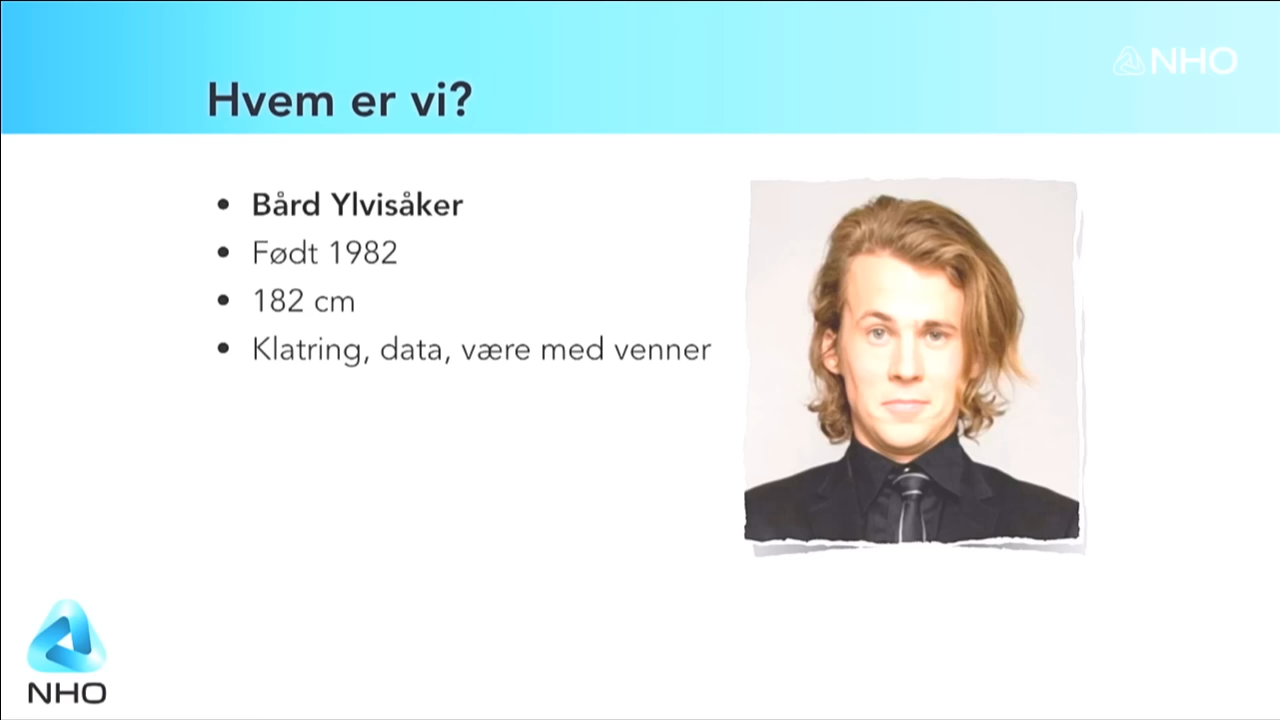 NHO
Hvem er vi?
• Bård Ylvisåker
• Født 1982
• 182 cm
• Klatring, data, være med venner
NHO